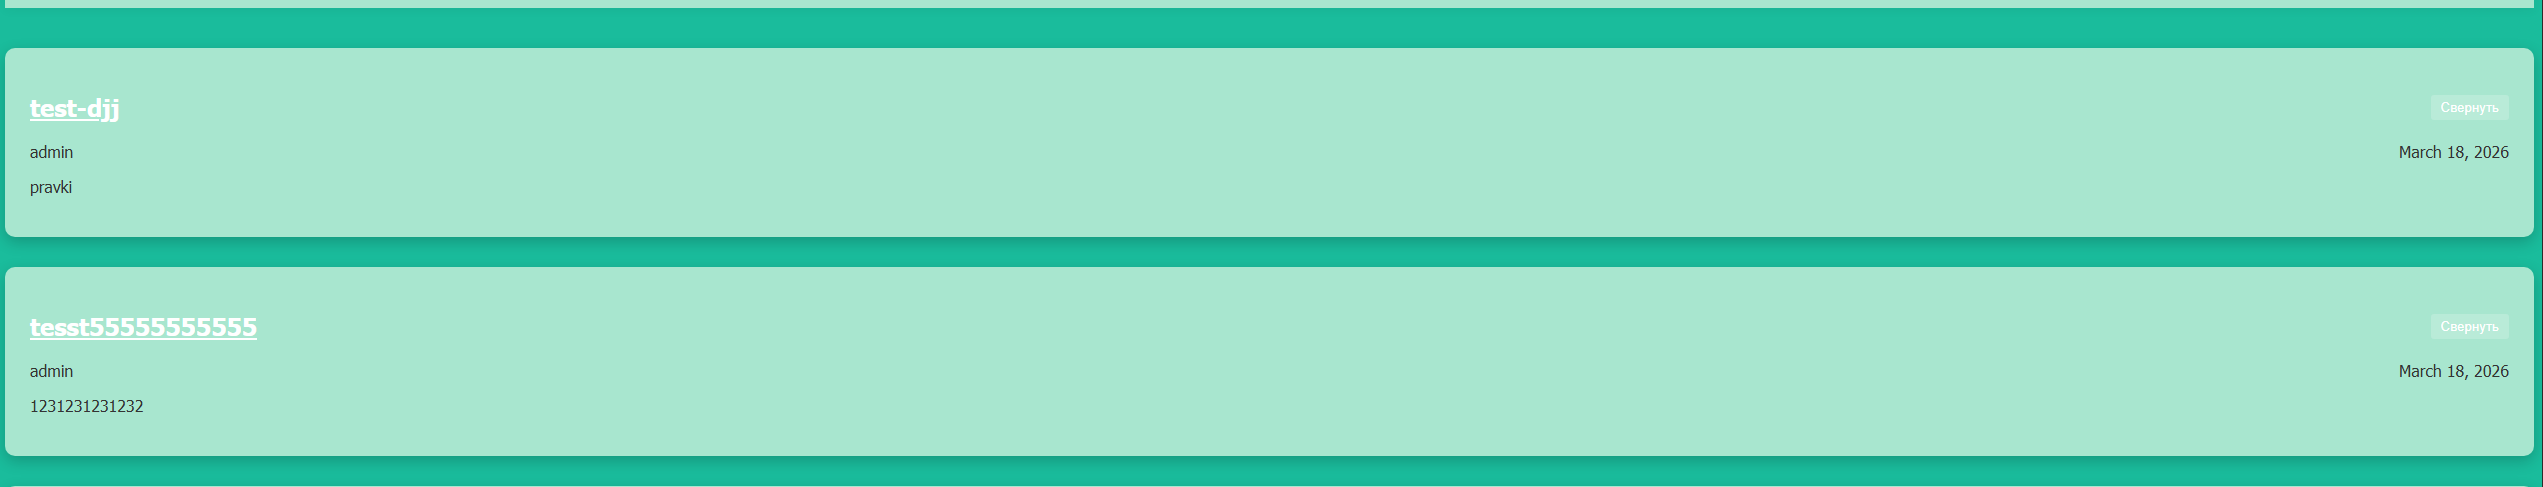 test-djj
Свернуть
admin
March 18, 2026
pravki
tesst55555555555
Свернуть
admin
March 18, 2026
1231231231232